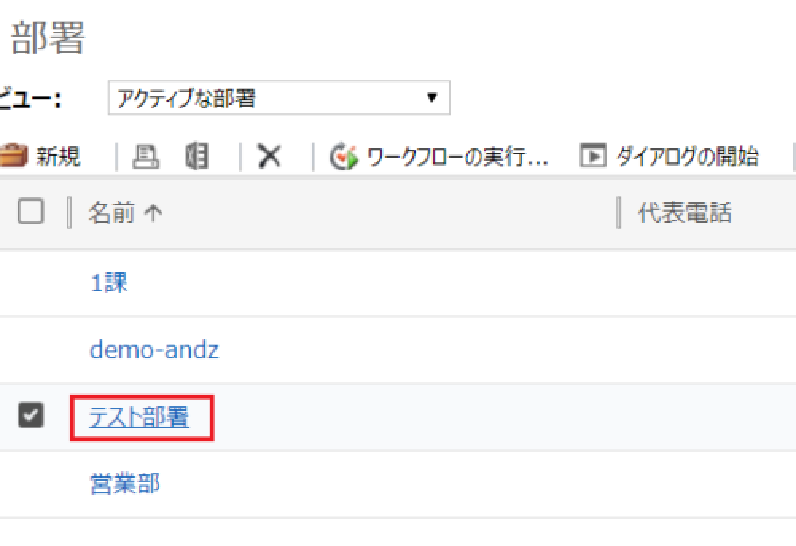 部署
ビュー: アクティブな部署
新規 ワークフローの実行... ダイアログの開始
名前 代表電話
1課
demo-andz
テスト部署
営業部